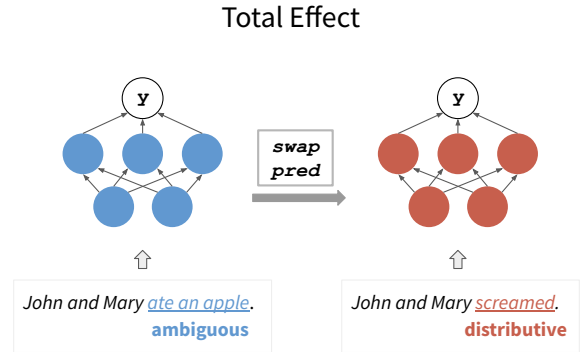 Total Effect
y
y
swap
pred
John and Mary ate an apple.
ambiguous
John and Mary screamed.
distributive